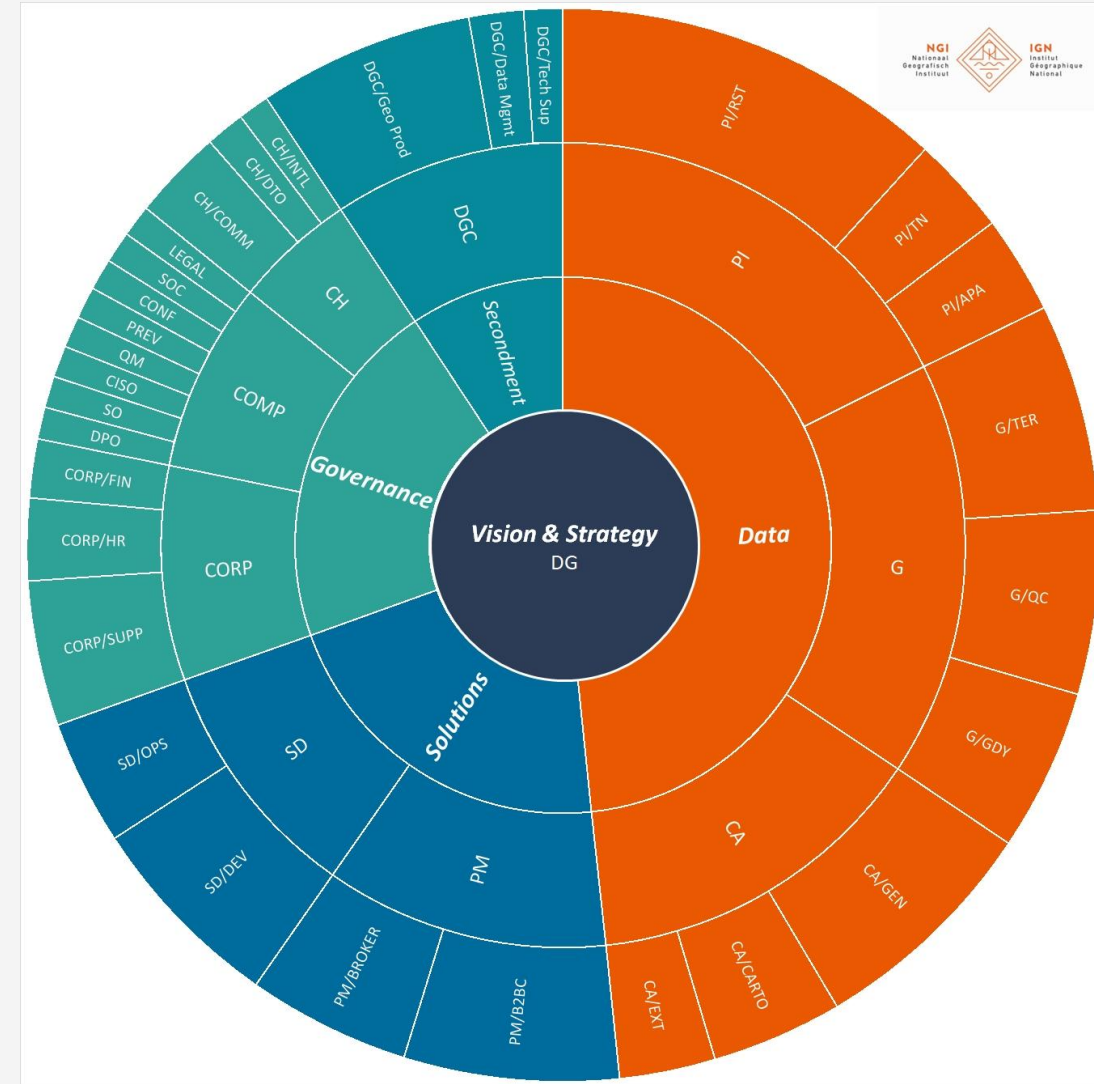 NGI
Nationaal
Geografisch
Instituut
IGN
Institut
Géographique
National
Vision & Strategy
DG
Data
PI
PI/RST
PI/TN
PI/APA
G
G/TER
G/QC
G/GDY
CA
CA/GEN
CA/CARTO
CA/EXT
Solutions
PM
PM/B2BC
PM/BROKER
SD
SD/DEV
SD/OPS
Governance
CORP
CORP/SUPP
CORP/HR
CORP/FIN
COMP
DPO
SO
CISO
QM
PREV
CONF
SOC
LEGAL
CH
CH/COMM
CH/DTO
CH/INTL
Secondment
DGC
DGC/Geo Prod
DGC/Data Mgmt
DGC/Tech Sup